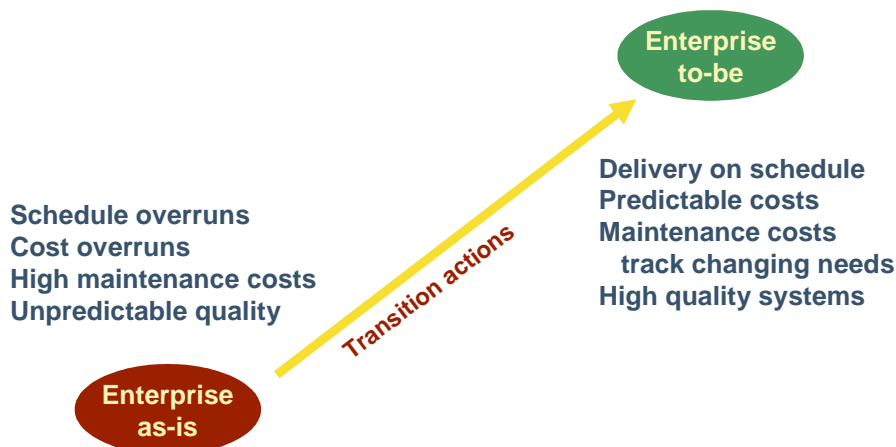 Enterprise
to-be
Delivery on schedule
Predictable costs
Maintenance costs
track changing needs
High quality systems
Schedule overruns
Cost overruns
High maintenance costs
Unpredictable quality
Transition actions
Enterprise
as-is